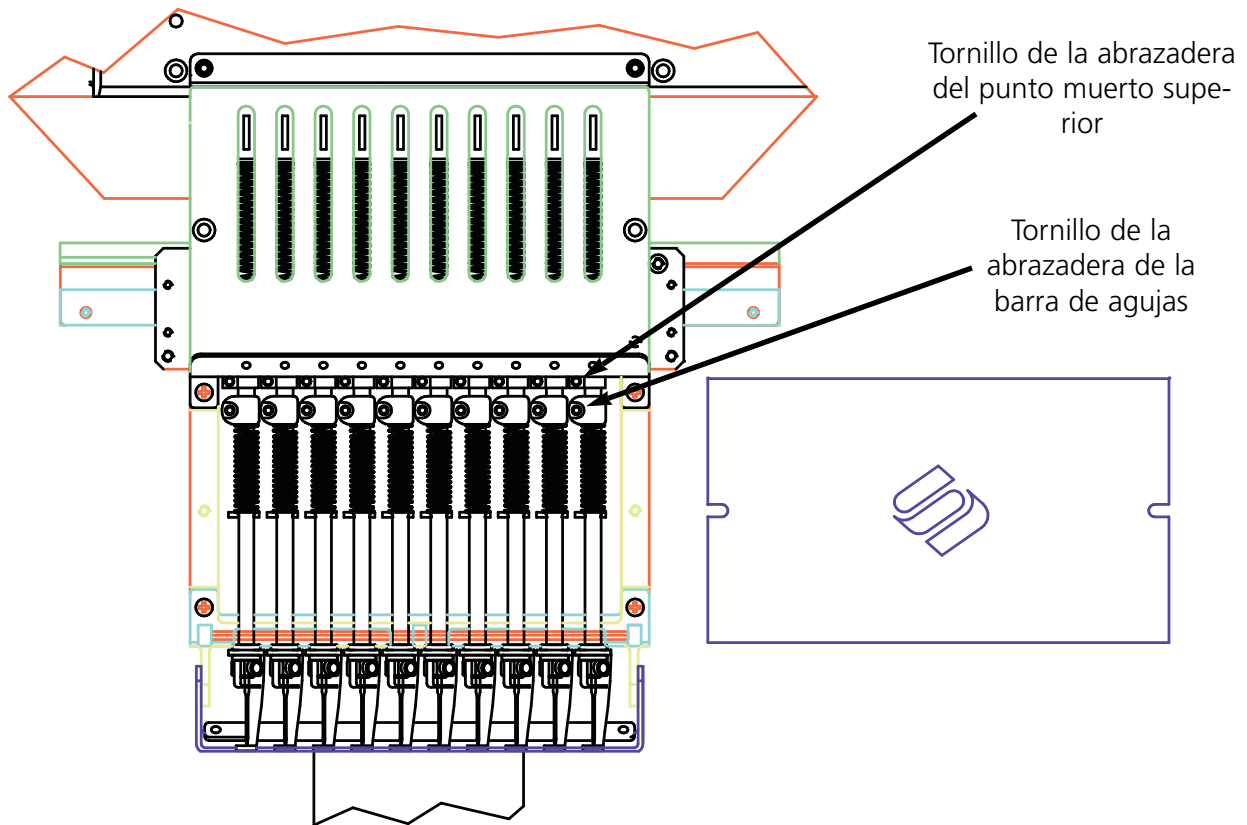 Tornillo de la abrazadera
del punto muerto supe-
rior
Tornillo de la
abrazadera de la
barra de agujas